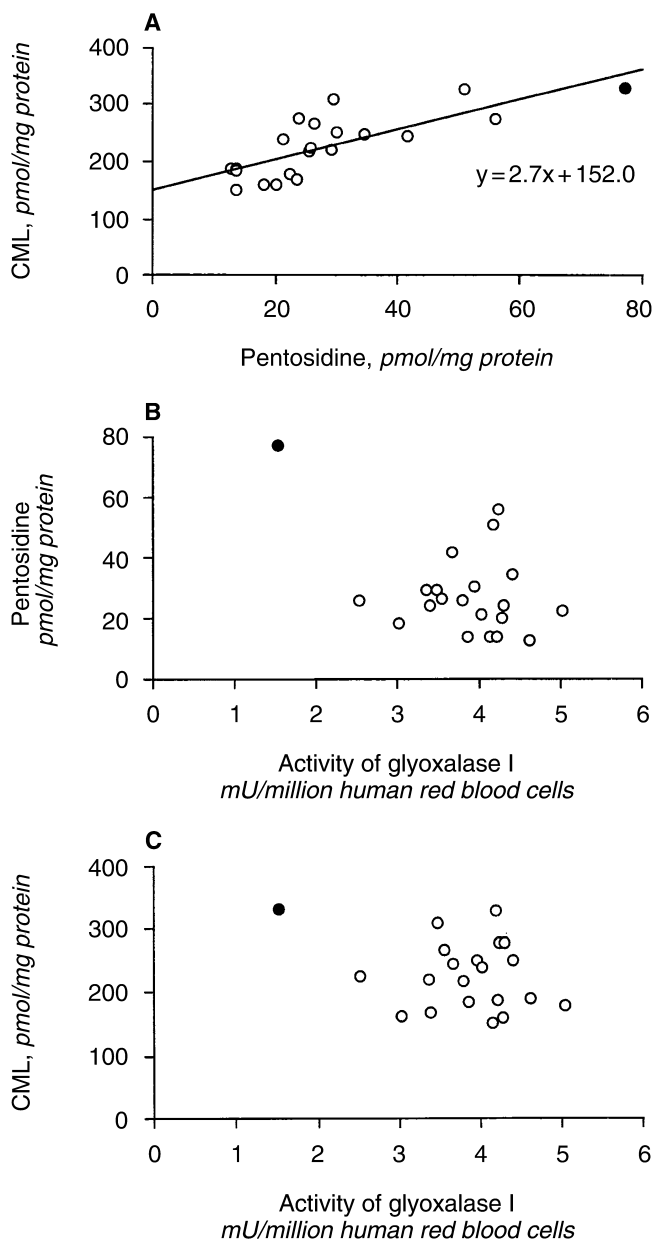 A
400
300
200
100
0
CML, pmol/mg protein
y=2.7x+152.0
0 20 40 60 80
Pentosidine, pmol/mg protein
B
80
60
40
20
0
Pentosidine
pmol/mg protein
0 1 2 3 4 5 6
Activity of glyoxalase I
mU/million human red blood cells
C
400
300
200
100
0
CML, pmol/mg protein
0 1 2 3 4 5 6
Activity of glyoxalase I
mU/million human red blood cells